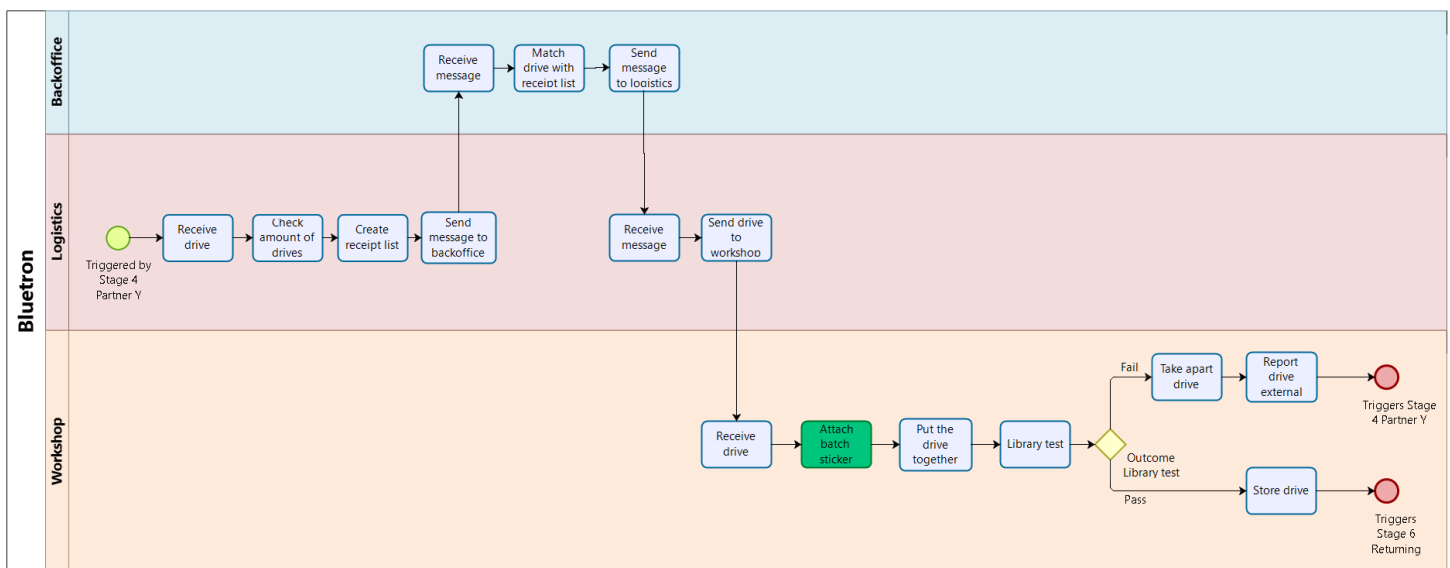 Bluetron
Backoffice
Receive
message
Match
drive with
receipt list
Send
message
to logistics
Logistics
Triggered by
Stage 4
Partner Y
Receive
drive
Check
amount of
drives
Create
receipt list
Send
message to
backoffice
Receive
message
Send drive
to
workshop
Workshop
Receive
drive
Attach
batch
sticker
Put the
drive
together
Library test
Outcome
Library test
Fail
Take apart
drive
Report
drive
external
Triggers Stage
4 Partner Y
Pass
Store drive
Triggers
Stage 6
Returning